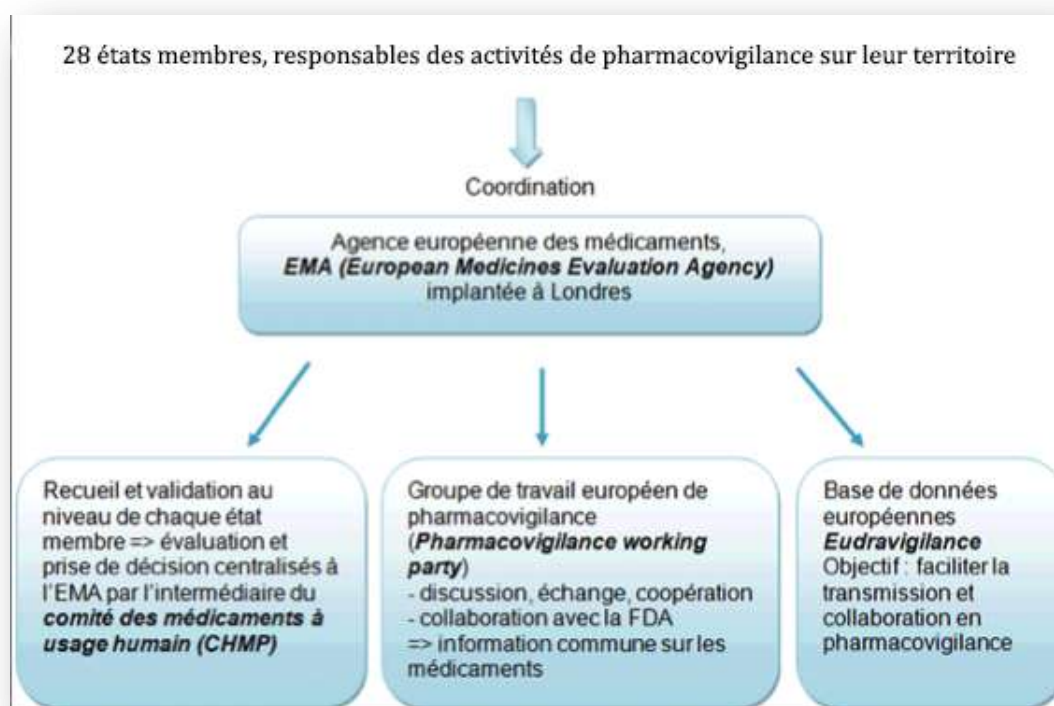 28 états membres, responsables des activités de pharmacovigilance sur leur territoire
Coordination
Agence européenne des médicaments,
EMA (European Medicines Evaluation Agency)
implantée à Londres
Recueil et validation au
niveau de chaque état
membre => évaluation et
prise de décision centralisés à
l'EMA par l'intermédiaire du
comité des médicaments à
usage humain (CHMP)
Groupe de travail européen de
pharmacovigilance
(Pharmacovigilance working
party)
- discussion, échange, coopération
- collaboration avec la FDA
=> information commune sur les
médicaments
Base de données
européennes
Eudravigilance
Objectif : faciliter la
transmission et
collaboration en
pharmacovigilance